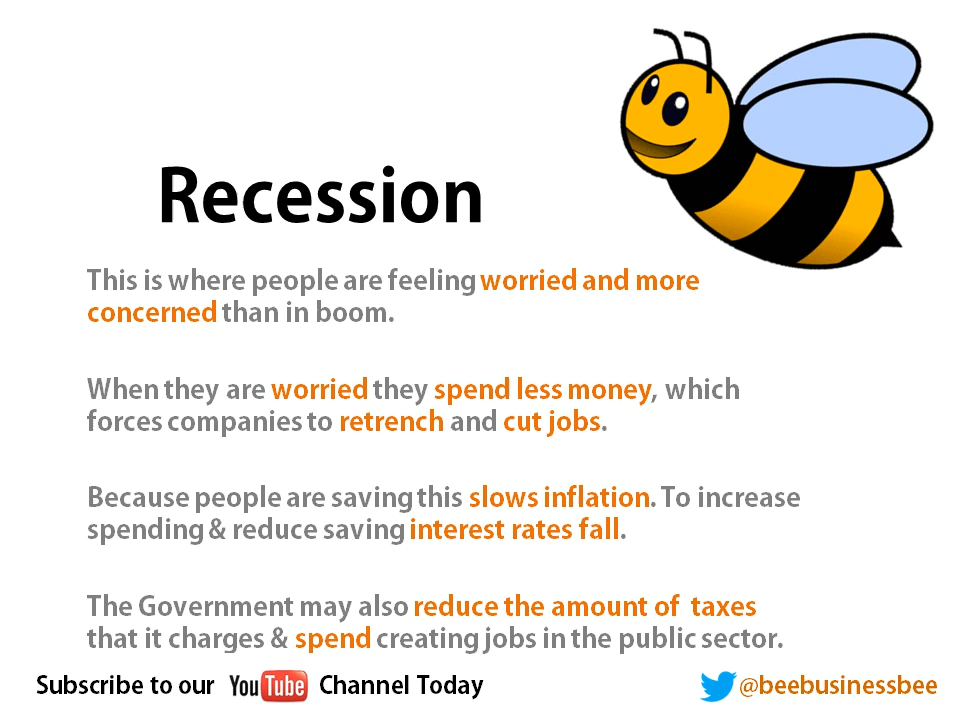 Recession
This is where people are feeling worried and more
concerned than in boom.
When they are worried they spend less money, which
forces companies to retrench and cut jobs.
Because people are saving this slows inflation. To increase
spending & reduce saving interest rates fall.
The Government may also reduce the amount of taxes
that it charges & spend creating jobs in the public sector.
Subscribe to our YouTube Channel Today @beebusinessbee